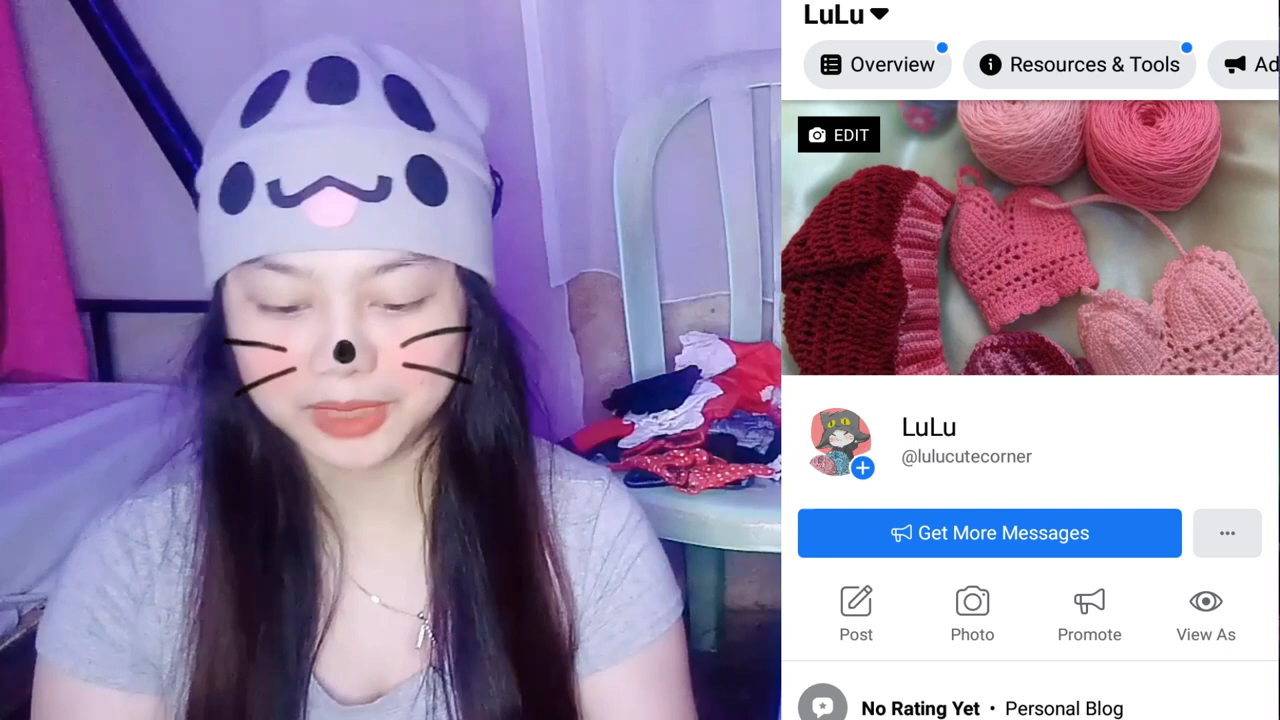 LuLu
Overview
Resources & Tools
Ad
EDIT
LuLu
@lulucutecorner
Get More Messages
Post
Photo
Promote
View As
No Rating Yet • Personal Blog